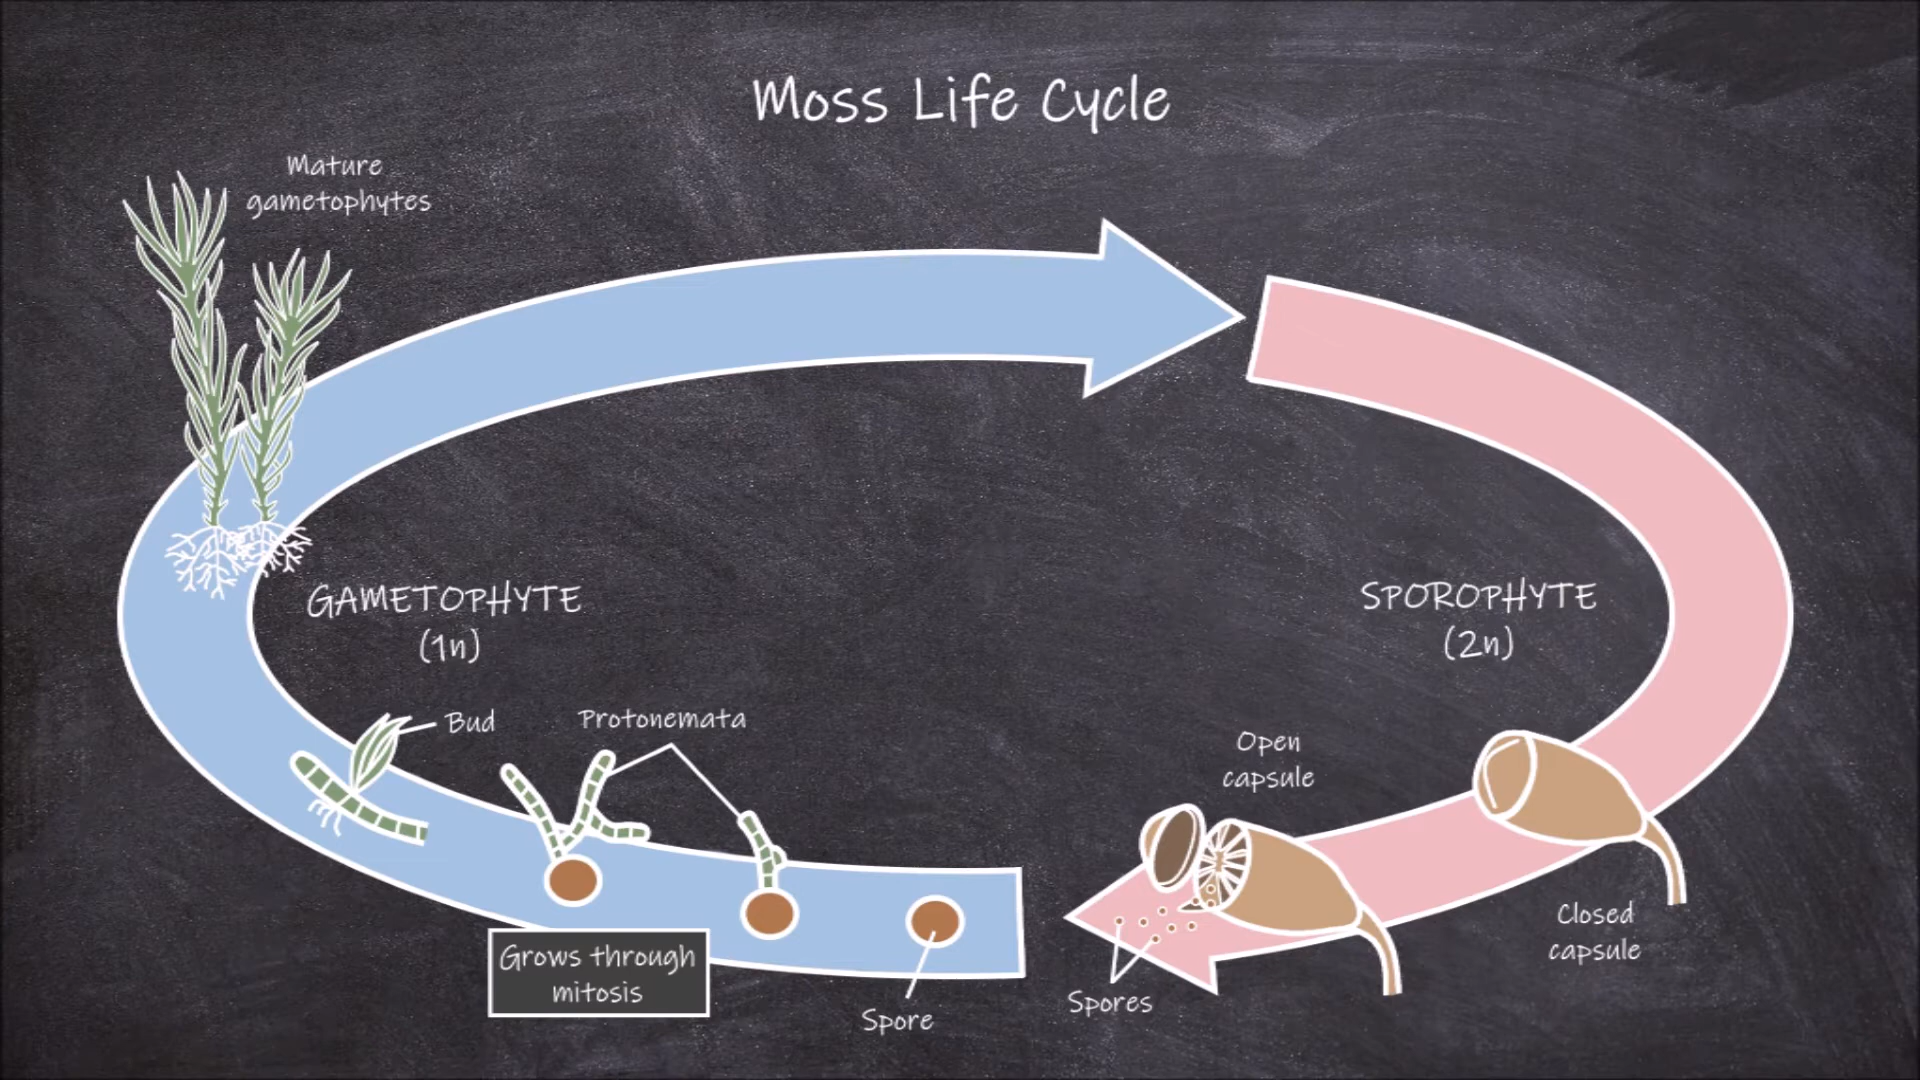 Moss Life Cycle
Mature
gametophytes
GAMETOPHYTE
(1n)
SPOROPHYTE
(2n)
Bud
Protonemata
Open
capsule
Closed
capsule
Grows through
mitosis
Spore
Spores